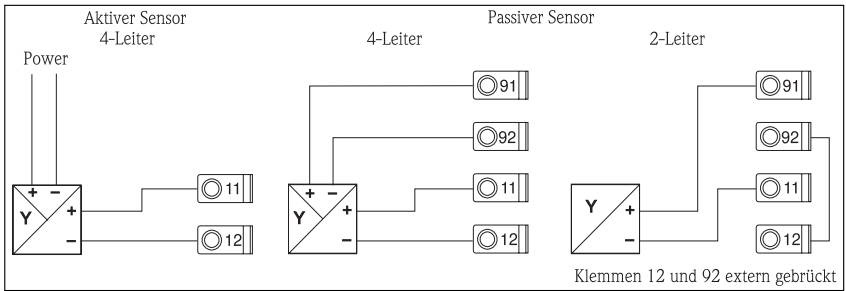 Aktiver Sensor
4-Leiter
Power
+ −
Y
+
−
11
12
Passiver Sensor
4-Leiter
91
92
+ −
Y
+
−
11
12
2-Leiter
91
92
Y
+
−
11
12
Klemmen 12 und 92 extern gebrückt